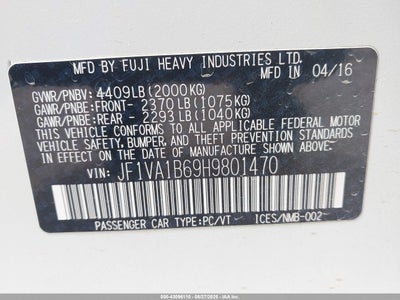 MFD BY FUJI HEAVY INDUSTRIES LTD.
IN 04/16
GVWR/PNBV: 4409LB(2000KG)
GAWR/PNBE:FRONT- 2370 LB(1075KG)
GAWR/PNBE:REAR - 2293 LB(1040KG)
THIS VEHICLE CONFORMS TO ALL APPLICABLE FEDERAL MOTOR
VEHICLE SAFETY, BUMPER, AND THEFT PREVENTION
STANDARDS IN EFFECT ON THE DATE OF MANUFACTURE
SHOWN ABOVE.
VIN: JF1VA1B69H9801470
PASSENGER CAR TYPE:PC/VT ICES/NMB-002